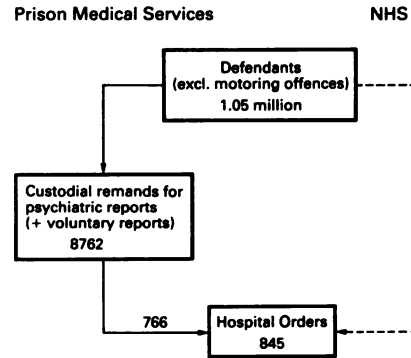 Prison Medical Services NHS
Defendants
(excl. motoring offences)
1.05 million
Custodial remands for
psychiatric reports
(+ voluntary reports)
8762
766
Hospital Orders
845